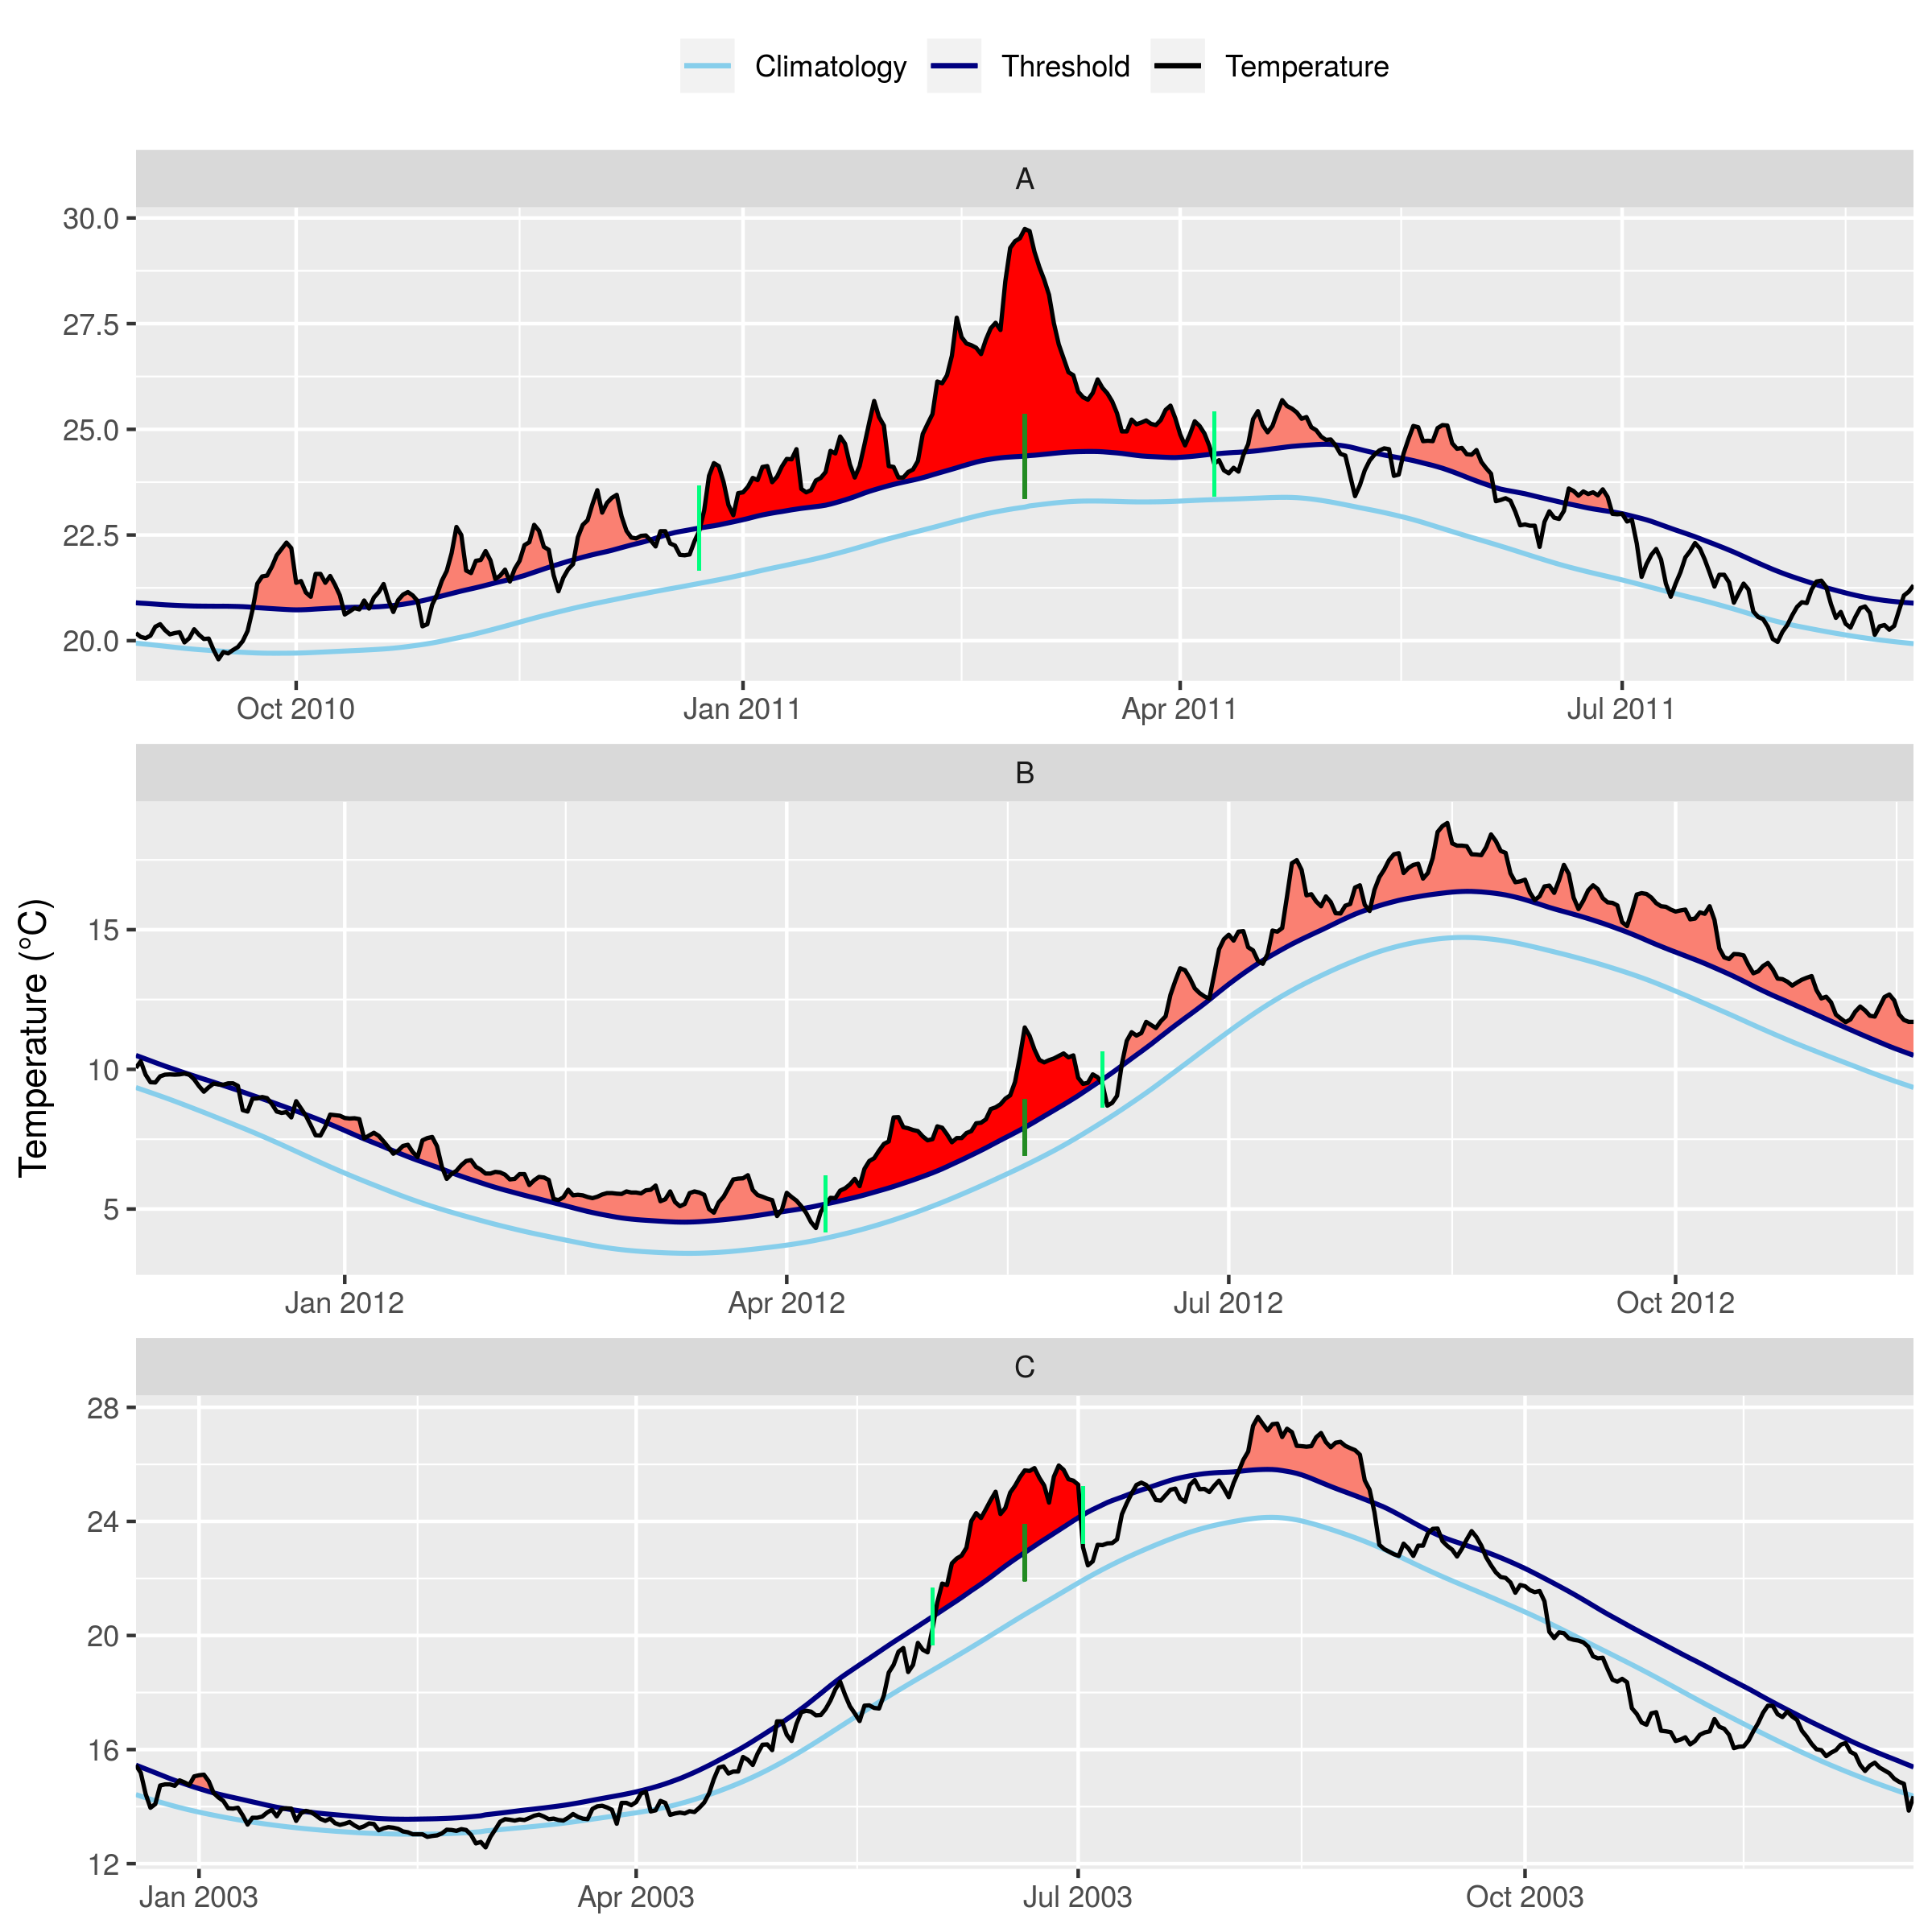 Climatology Threshold Temperature
A
30.0
27.5
25.0
22.5
20.0
Oct 2010 Jan 2011 Apr 2011 Jul 2011
B
Temperature (°C)
15
10
5
Jan 2012 Apr 2012 Jul 2012 Oct 2012
C
28
24
20
16
12
Jan 2003 Apr 2003 Jul 2003 Oct 2003